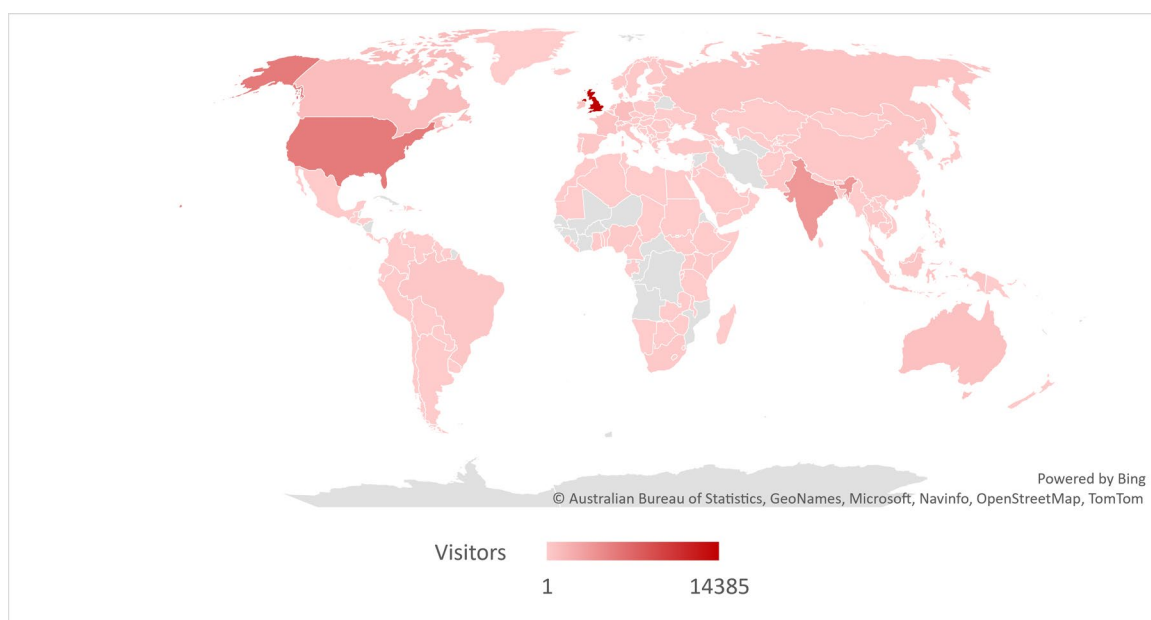 Powered by Bing
© Australian Bureau of Statistics, GeoNames, Microsoft, Navinfo, OpenStreetMap, TomTom
Visitors
1 14385